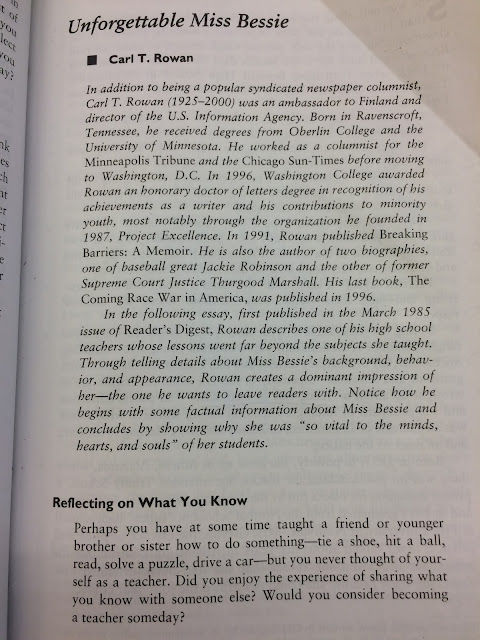 Unforgettable Miss Bessie
■ Carl T. Rowan
In addition to being a popular syndicated newspaper columnist,
Carl T. Rowan (1925–2000) was an ambassador to Finland and
director of the U.S. Information Agency. Born in Ravenscroft,
Tennessee, he received degrees from Oberlin College and the
University of Minnesota. He worked as a columnist for the
Minneapolis Tribune and the Chicago Sun-Times before moving
to Washington, D.C. In 1996, Washington College awarded
Rowan an honorary doctor of letters degree in recognition of his
achievements as a writer and his contributions to minority
youth, most notably through the organization he founded in
1987, Project Excellence. In 1991, Rowan published Breaking
Barriers: A Memoir. He is also the author of two biographies,
one of baseball great Jackie Robinson and the other of former
Supreme Court Justice Thurgood Marshall. His last book, The
Coming Race War in America, was published in 1996.
In the following essay, first published in the March 1985
issue of Reader's Digest, Rowan describes one of his high school
teachers whose lessons went far beyond the subjects she taught.
Through telling details about Miss Bessie's background, behav-
ior, and appearance, Rowan creates a dominant impression of
her—the one he wants to leave readers with. Notice how he
begins with some factual information about Miss Bessie and
concludes by showing why she was "so vital to the minds,
hearts, and souls" of her students.
Reflecting on What You Know
Perhaps you have at some time taught a friend or younger
brother or sister how to do something—tie a shoe, hit a ball,
read, solve a puzzle, drive a car—but you never thought of your-
self as a teacher. Did you enjoy the experience of sharing what
you know with someone else? Would you consider becoming
a teacher someday?